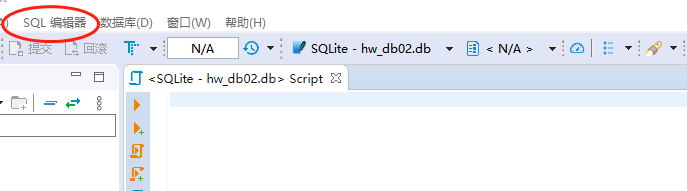 SQL 编辑器 数据库(D) 窗口(W) 帮助(H)
提交 回滚 T N/A SQLite - hw_db02.db < N/A >
<SQLite - hw_db02.db> Script